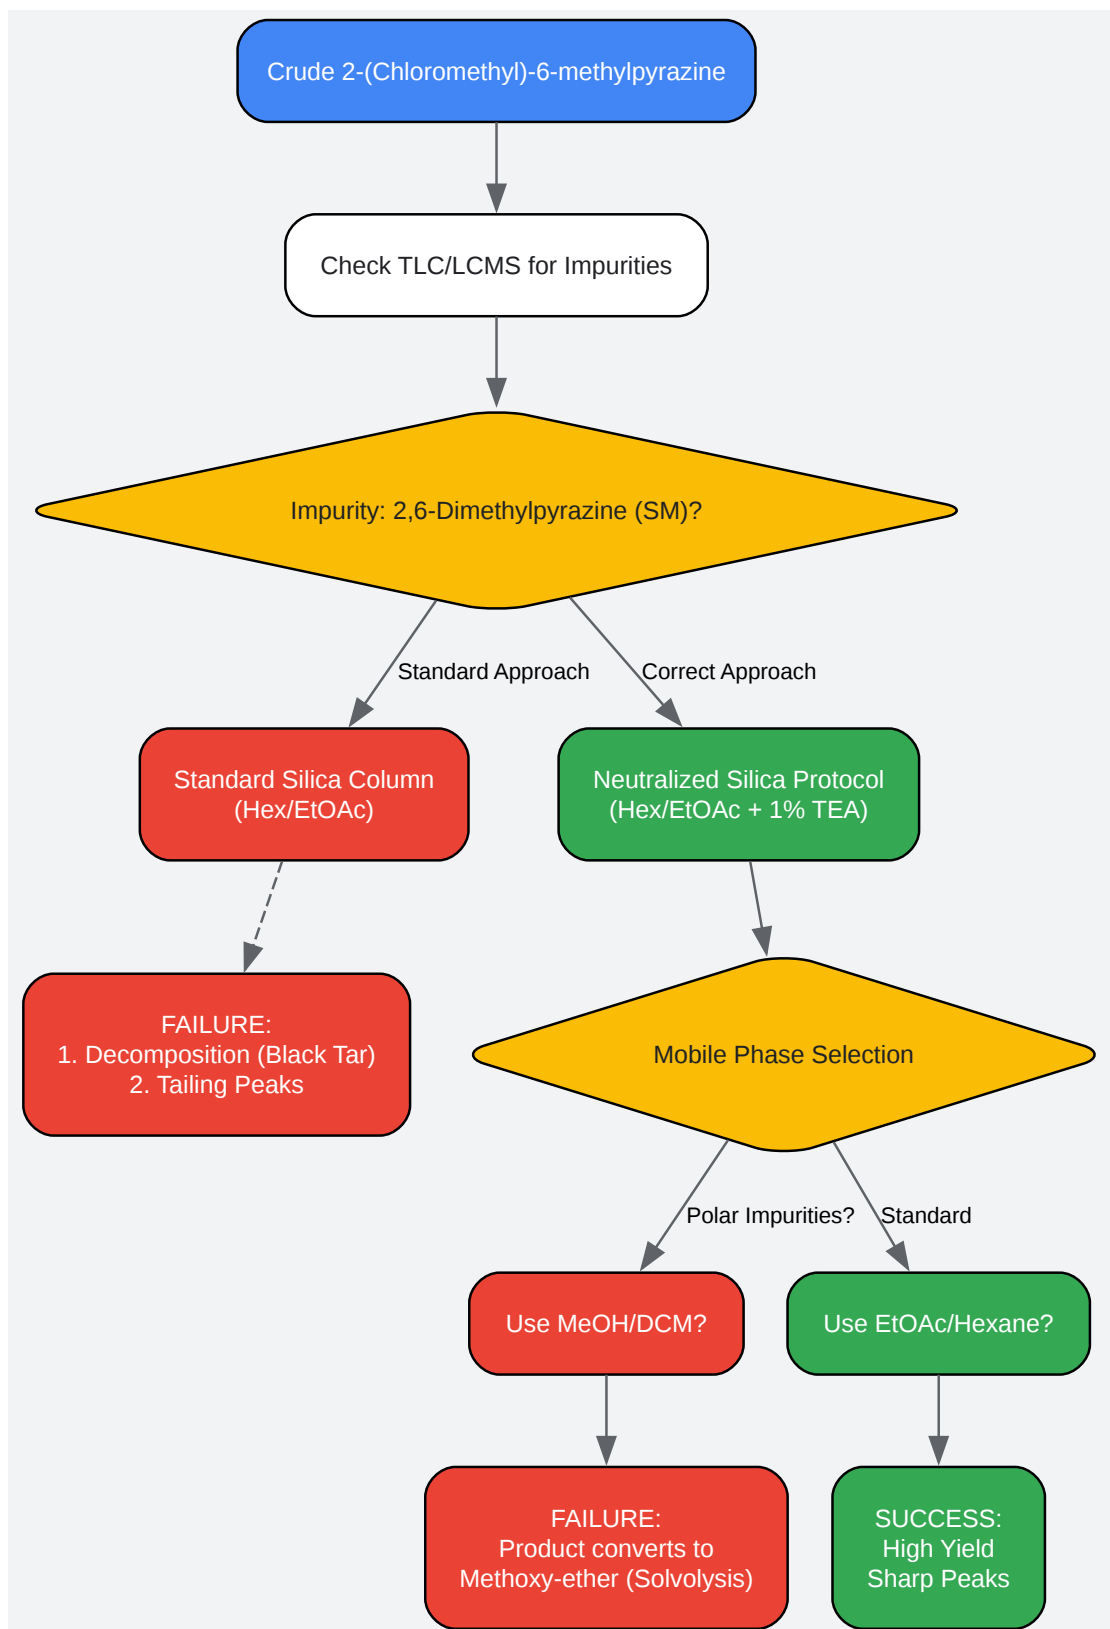 Crude 2-(Chloromethyl)-6-methylpyrazine
Check TLC/LCMS for Impurities
Impurity: 2,6-Dimethylpyrazine (SM)?
Standard Approach
Correct Approach
Standard Silica Column
(Hex/EtOAc)
Neutralized Silica Protocol
(Hex/EtOAc + 1% TEA)
FAILURE:
1. Decomposition (Black Tar)
2. Tailing Peaks
Mobile Phase Selection
Polar Impurities?
Standard
Use MeOH/DCM?
Use EtOAc/Hexane?
FAILURE:
Product converts to
Methoxy-ether (Solvolysis)
SUCCESS:
High Yield
Sharp Peaks